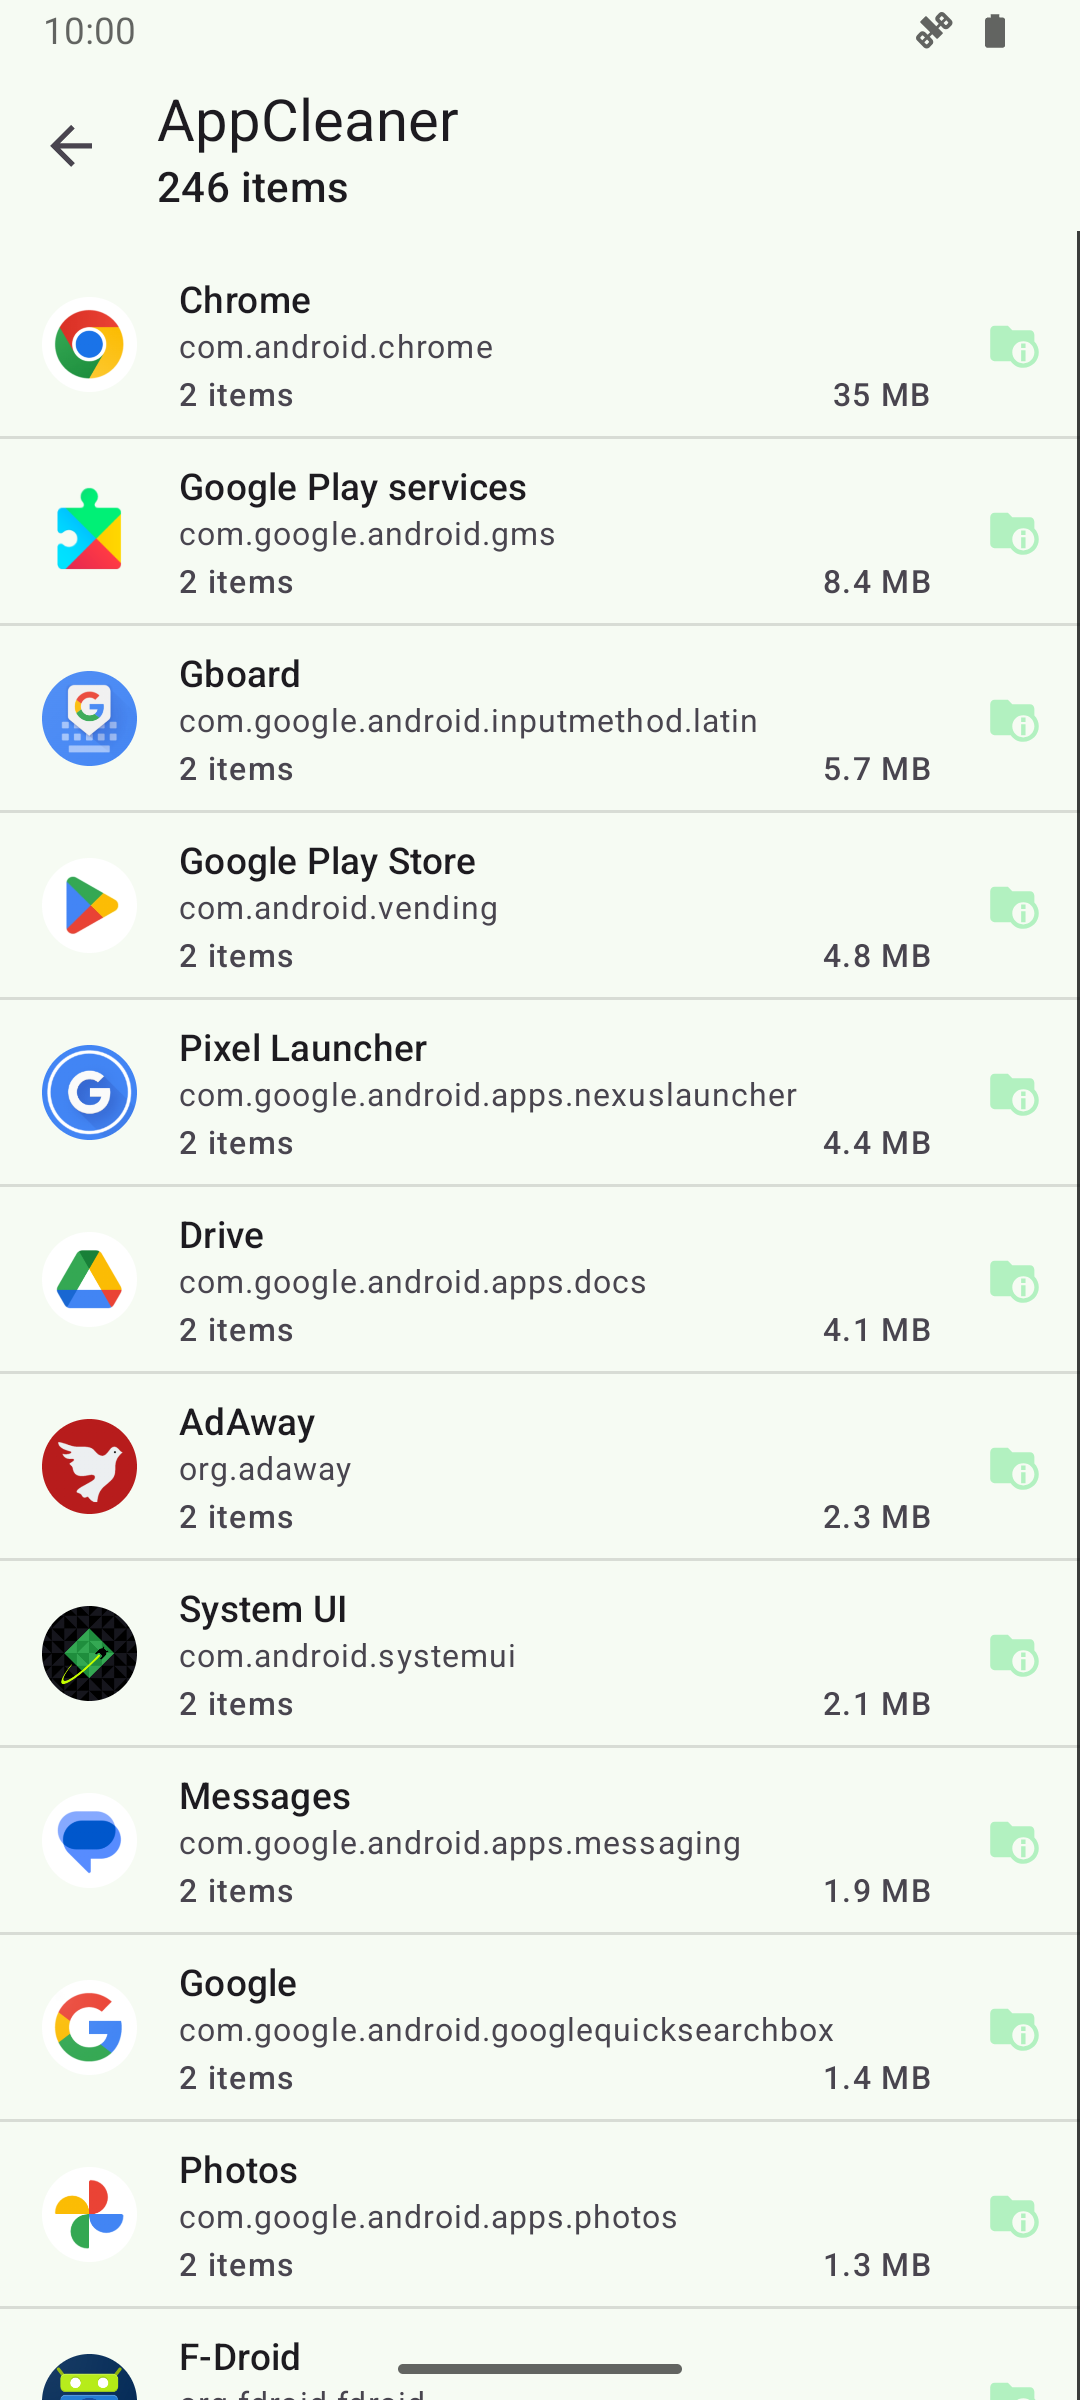 10:00
AppCleaner
246 items
Chrome
com.android.chrome
2 items 35 MB
Google Play services
com.google.android.gms
2 items 8.4 MB
Gboard
com.google.android.inputmethod.latin
2 items 5.7 MB
Google Play Store
com.android.vending
2 items 4.8 MB
Pixel Launcher
com.google.android.apps.nexuslauncher
2 items 4.4 MB
Drive
com.google.android.apps.docs
2 items 4.1 MB
AdAway
org.adaway
2 items 2.3 MB
System UI
com.android.systemui
2 items 2.1 MB
Messages
com.google.android.apps.messaging
2 items 1.9 MB
Google
com.google.android.googlequicksearchbox
2 items 1.4 MB
Photos
com.google.android.apps.photos
2 items 1.3 MB
F-Droid
org.fdroid.fdroid